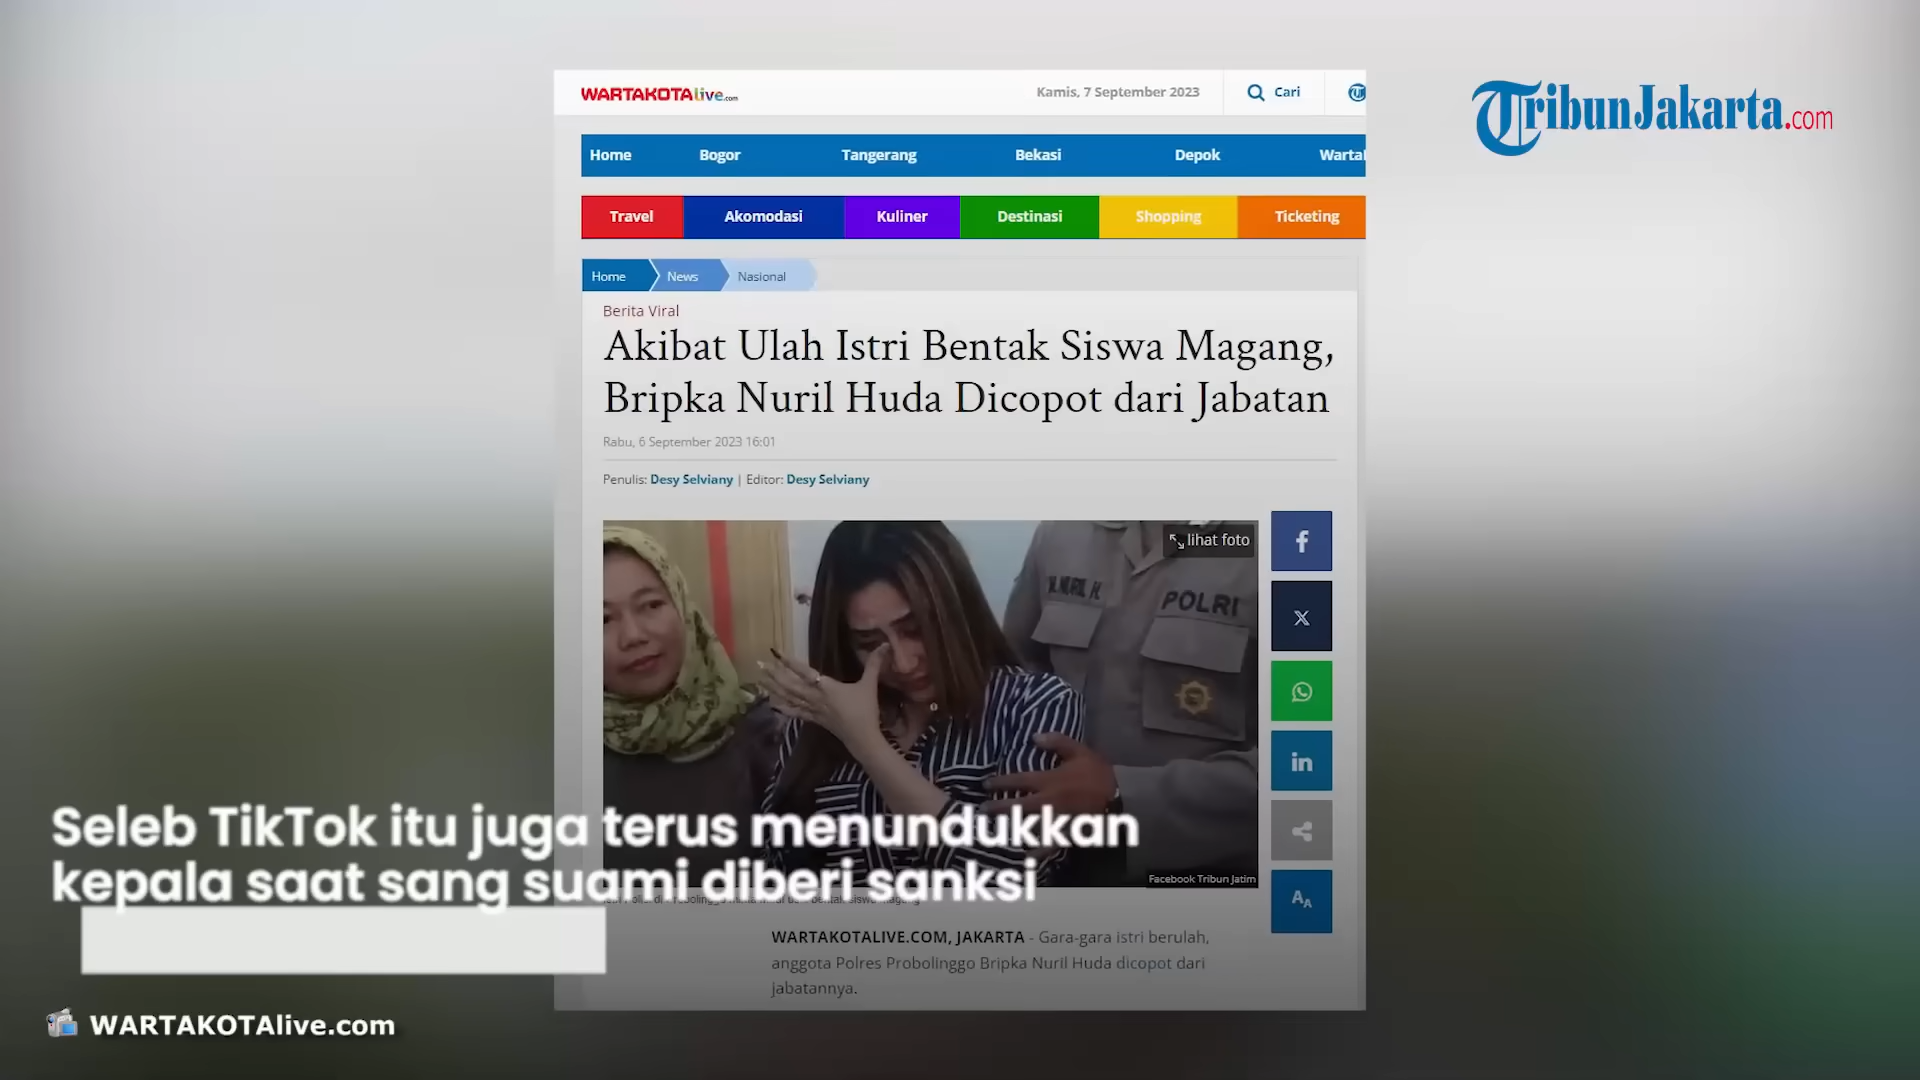 WARTAKOTAlive.com
Kamis, 7 September 2023
Cari
TribunJakarta.com
Home Bogor Tangerang Bekasi Depok
Travel Akomodasi Kuliner Destinasi Shopping Ticketing
Home News Nasional
Berita Viral
Akibat Ulah Istri Bentak Siswa Magang,
Bripka Nuril Huda Dicopot dari Jabatan
Rabu, 6 September 2023 16:01
Penulis: Desy Selviany | Editor: Desy Selviany
lihat foto
POLRI
Seleb TikTok itu juga terus menundukkan
kepala saat sang suami diberi sanksi
Facebook Tribun Jatim
WARTAKOTALIVE.COM, JAKARTA - Gara-gara istri berulah,
anggota Polres Probolinggo Bripka Nuril Huda dicopot dari
jabatannya.
WARTAKOTAlive.com